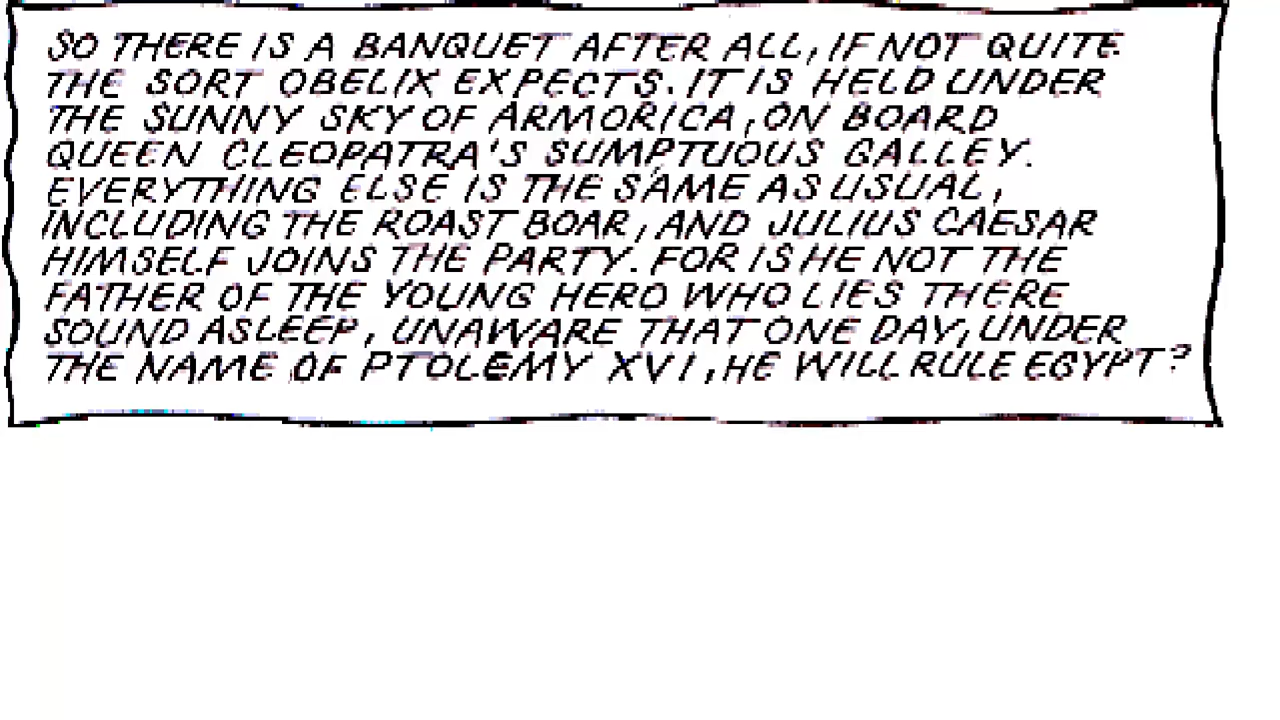 SO THERE IS A BANQUET AFTER ALL, IF NOT QUITE
THE SORT OBELIX EXPECTS. IT IS HELD UNDER
THE SUNNY SKY OF ARMORICA, ON BOARD
QUEEN CLEOPATRA'S SUMPTUOUS GALLEY.
EVERYTHING ELSE IS THE SAME AS USUAL,
INCLUDING THE ROAST BOAR, AND JULIUS CAESAR
HIMSELF JOINS THE PARTY. FOR IS HE NOT THE
FATHER OF THE YOUNG HERO WHO LIES THERE
SOUND ASLEEP, UNAWARE THAT ONE DAY, UNDER
THE NAME OF PTOLEMY XVI, HE WILL RULE EGYPT?